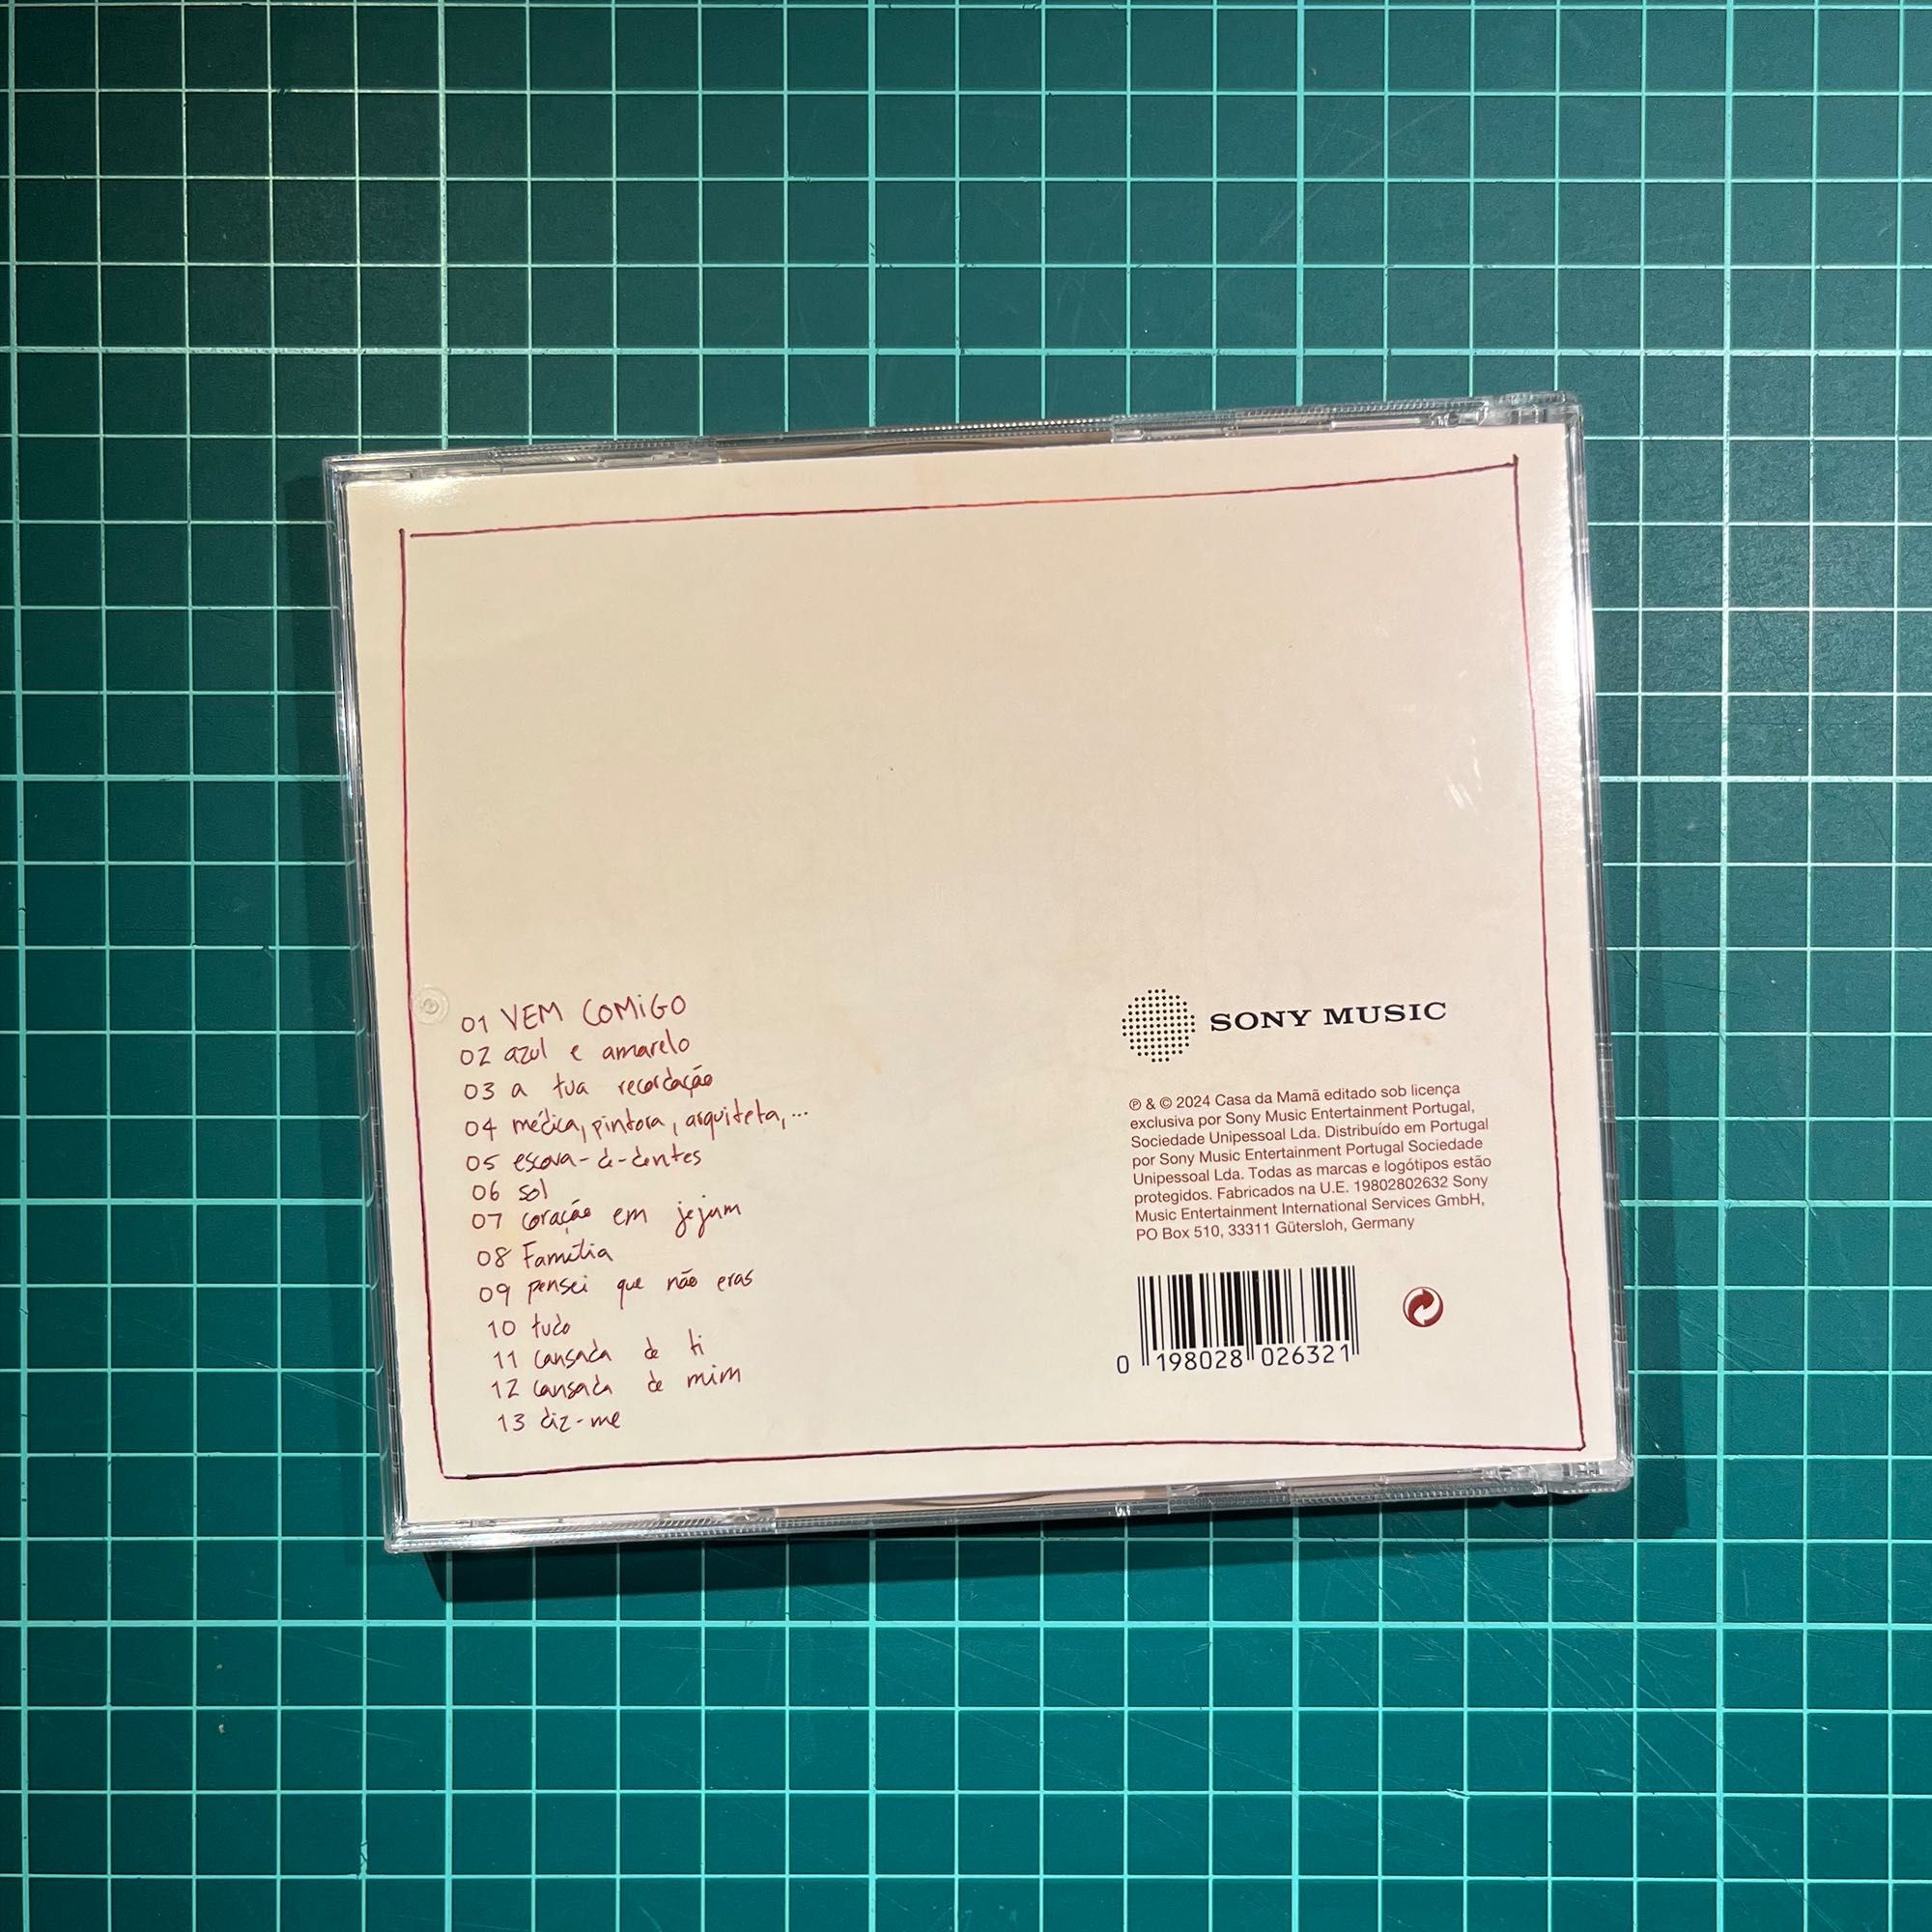 01 VEM COMIGO
02 azul e amarelo
03 a tua recordação
04 médica, pintora, arquiteta, ...
05 escova-d-dentes
06 sol
07 coração em jejum
08 Família
09 pensei que não eras
10 tudo
11 cansada de ti
12 cansada de mim
13 diz-me
SONY MUSIC
℗ & © 2024 Casa da Mamã editado sob licença
exclusiva por Sony Music Entertainment Portugal,
Sociedade Unipessoal Lda. Distribuído em Portugal
por Sony Music Entertainment Portugal Sociedade
Unipessoal Lda. Todas as marcas e logótipos estão
protegidos. Fabricados na U.E. 19802802632 Sony
Music Entertainment International Services GmbH,
PO Box 510, 33311 Gütersloh, Germany
0 198028 026321